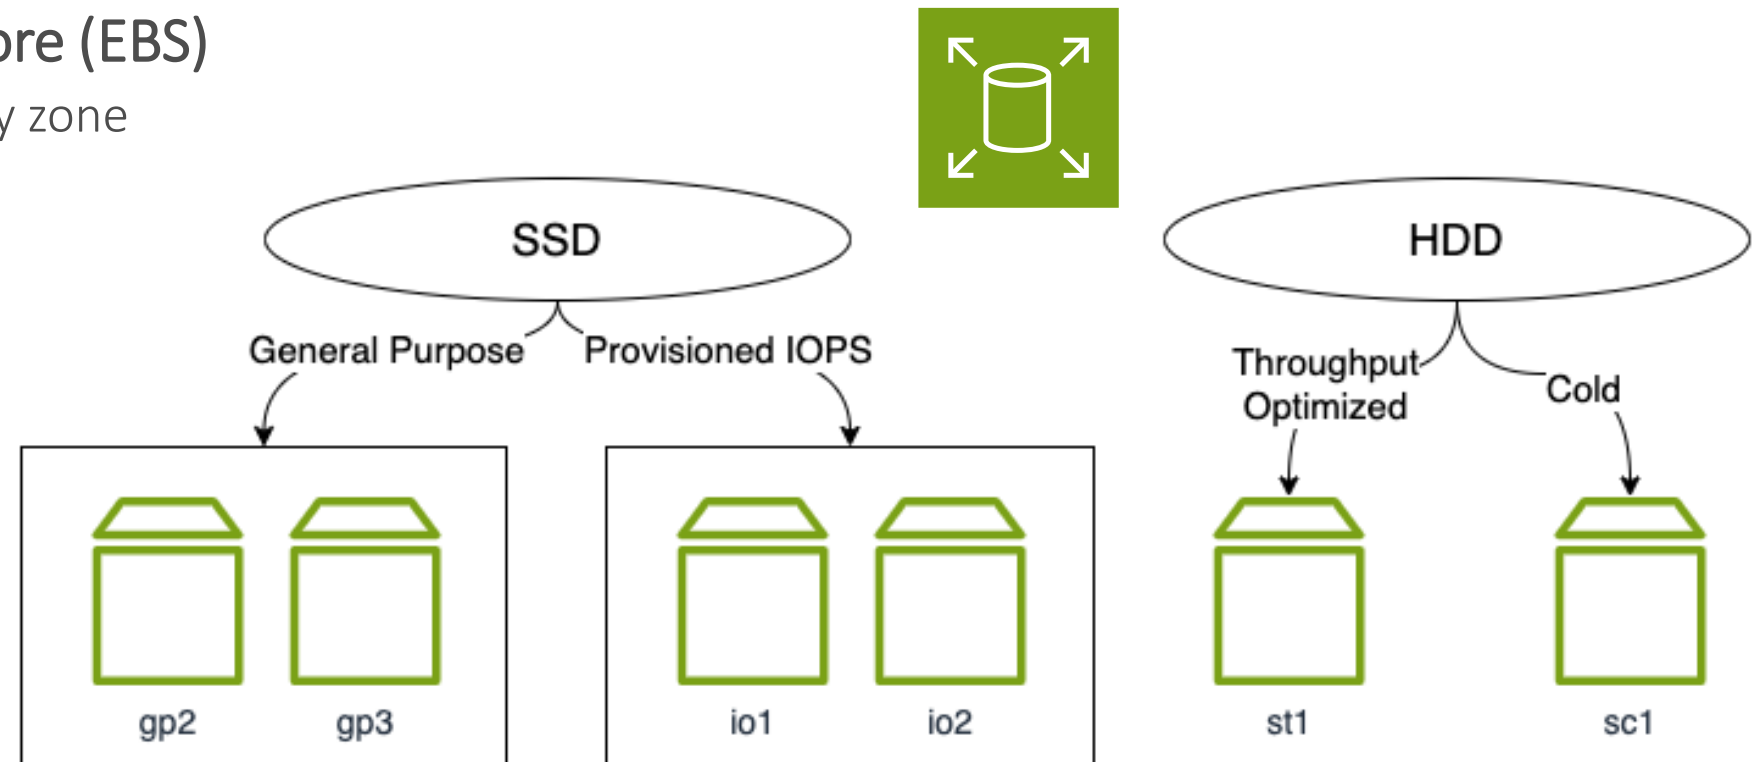 ore (EBS)
y zone
SSD
HDD
General Purpose
Provisioned IOPS
Throughput
Optimized
Cold
gp2
gp3
io1
io2
st1
sc1